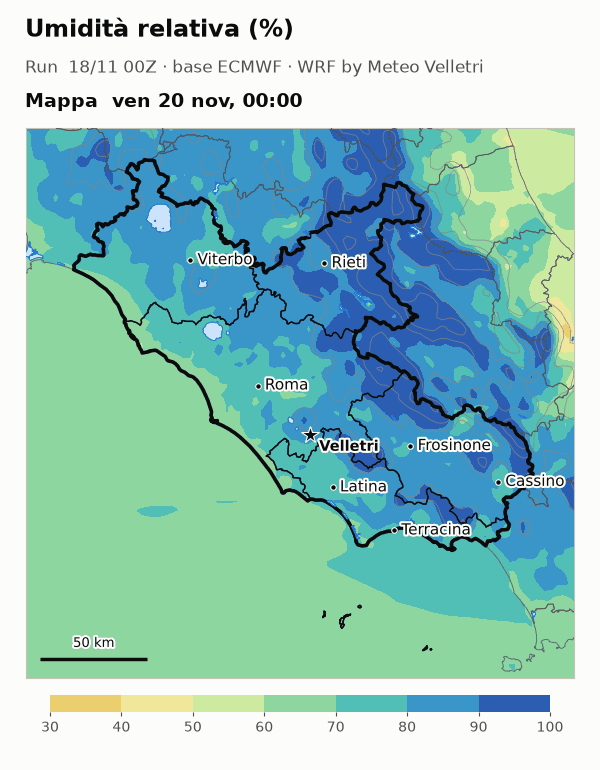 Umidità relativa (%)
Run  18/11 00Z · base ECMWF · WRF by Meteo Velletri
Mappa  ven 20 nov, 00:00
Viterbo
Rieti
Roma
Velletri
Frosinone
Latina
Cassino
Terracina
50 km
30 40 50 60 70 80 90 100